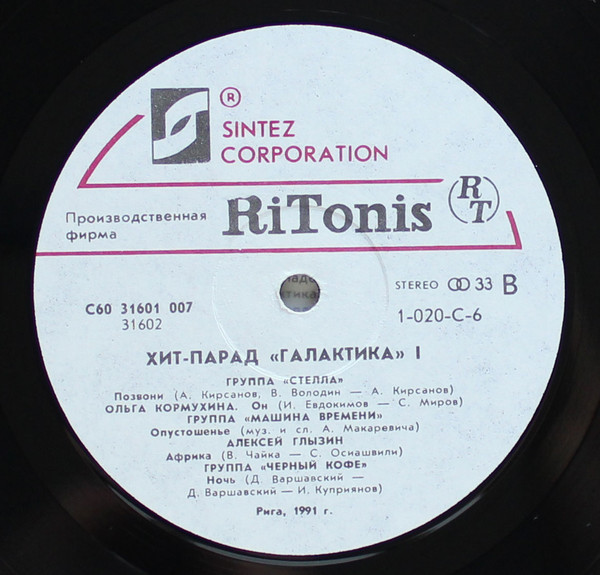 ®
SINTEZ
CORPORATION
Производственная
фирма
RiTonis
RT
С60 31601 007
31602
STEREO 33 B
1-020-C-6
ХИТ-ПАРАД «ГАЛАКТИКА» I
ГРУППА «СТЕЛЛА»
Позвони (А. Кирсанов, В. Володин — А. Кирсанов)
ОЛЬГА КОРМУХИНА. Он (И. Евдокимов — С. Миров)
ГРУППА «МАШИНА ВРЕМЕНИ»
Опустошенье (муз. и сл. А. Макаревича)
АЛЕКСЕЙ ГЛЫЗИН
Африка (В. Чайка — С. Осиашвили)
ГРУППА «ЧЕРНЫЙ КОФЕ»
Ночь (Д. Варшавский —
Д. Варшавский — И. Куприянов)
Рига, 1991 г.